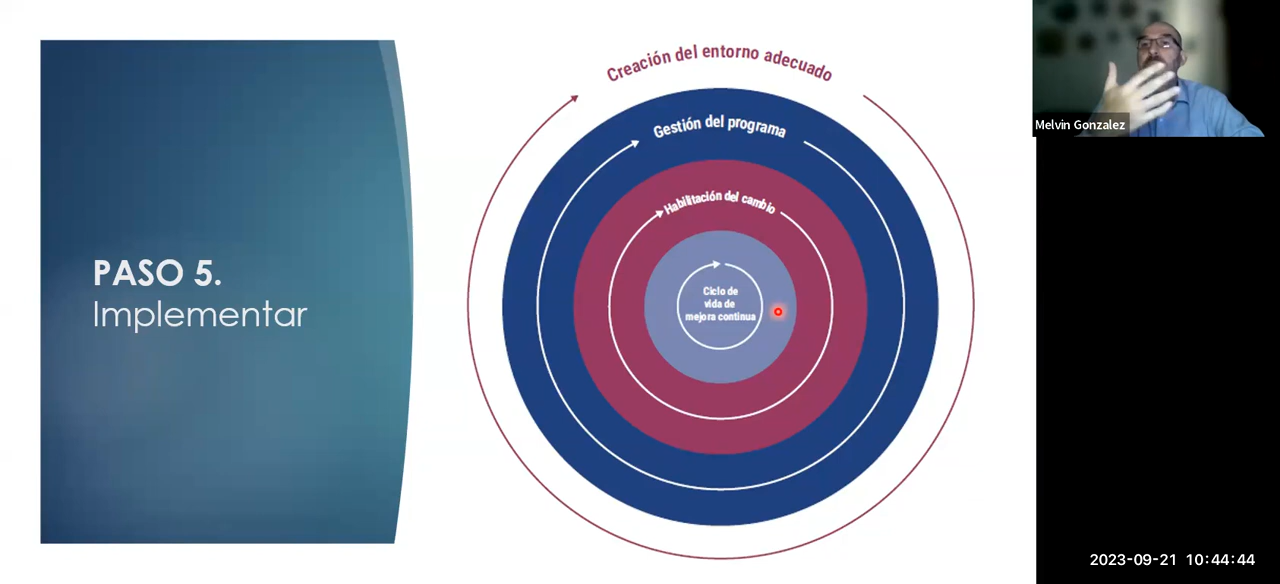 PASO 5.
Implementar
Creación del entorno adecuado
Gestión del programa
Habilitación del cambio
Ciclo de
vida de
mejora continua
Melvin Gonzalez
2023-09-21 10:44:44